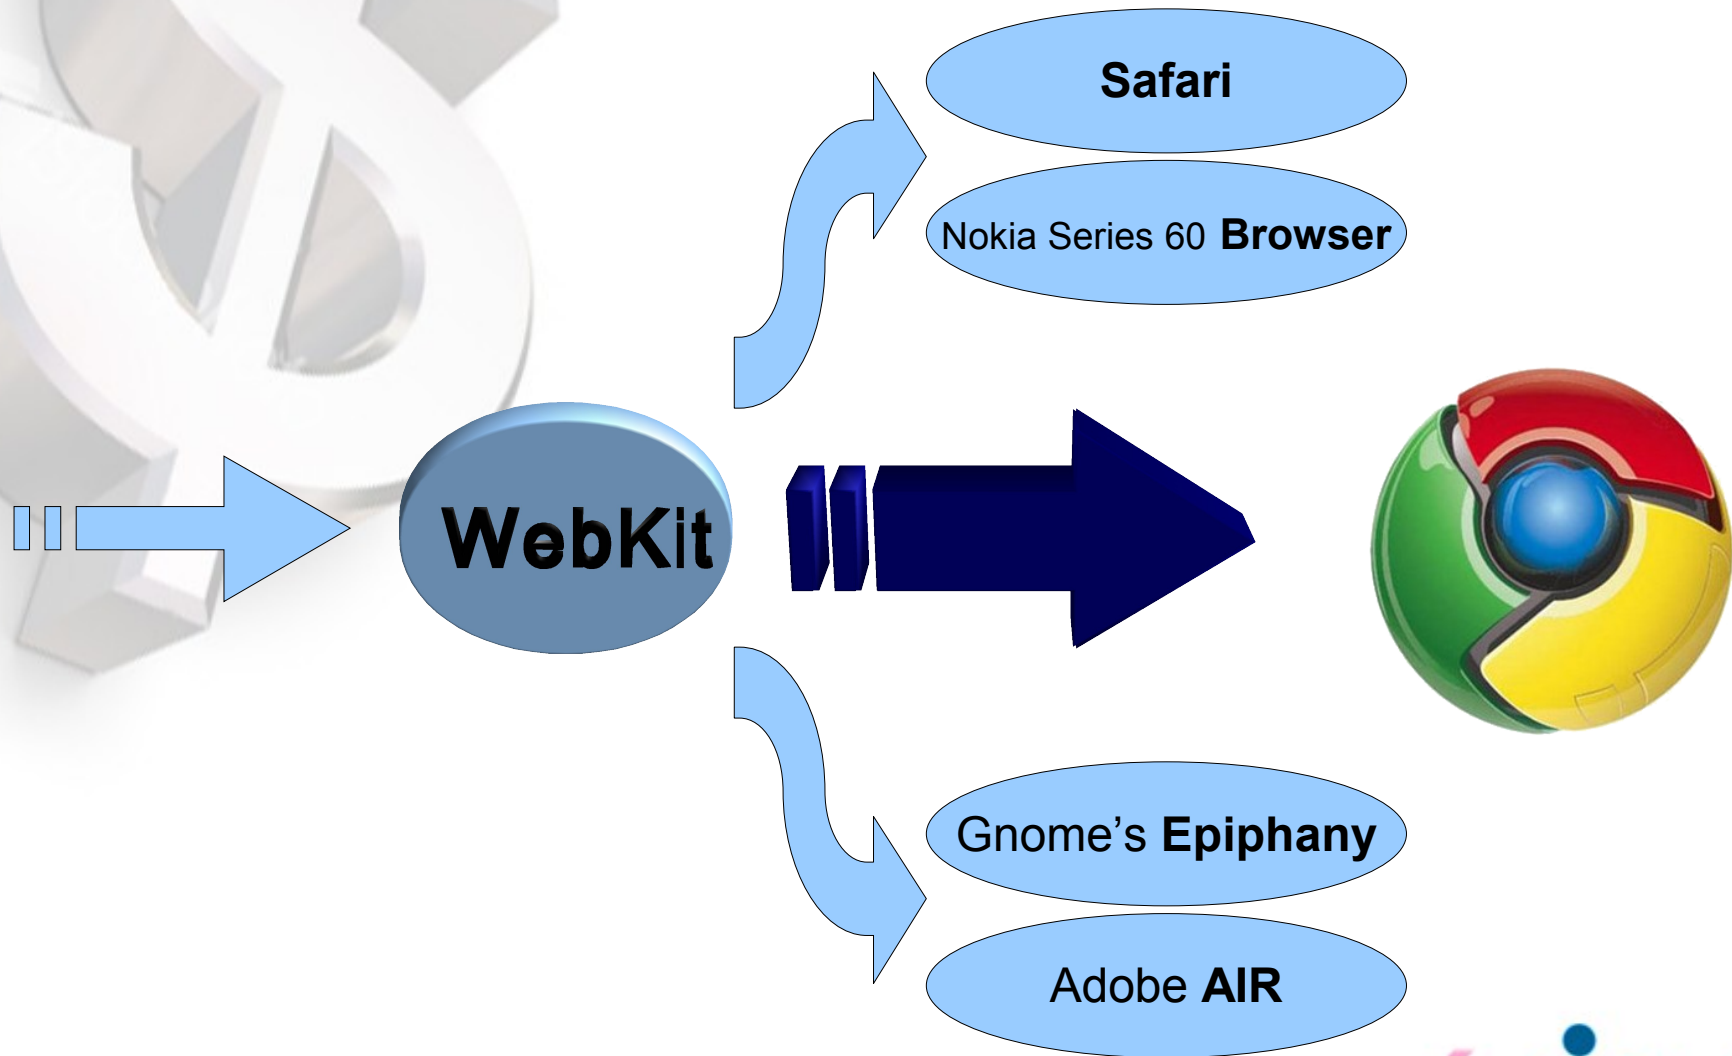 Safari
Nokia Series 60 Browser
WebKit
Gnome’s Epiphany
Adobe AIR